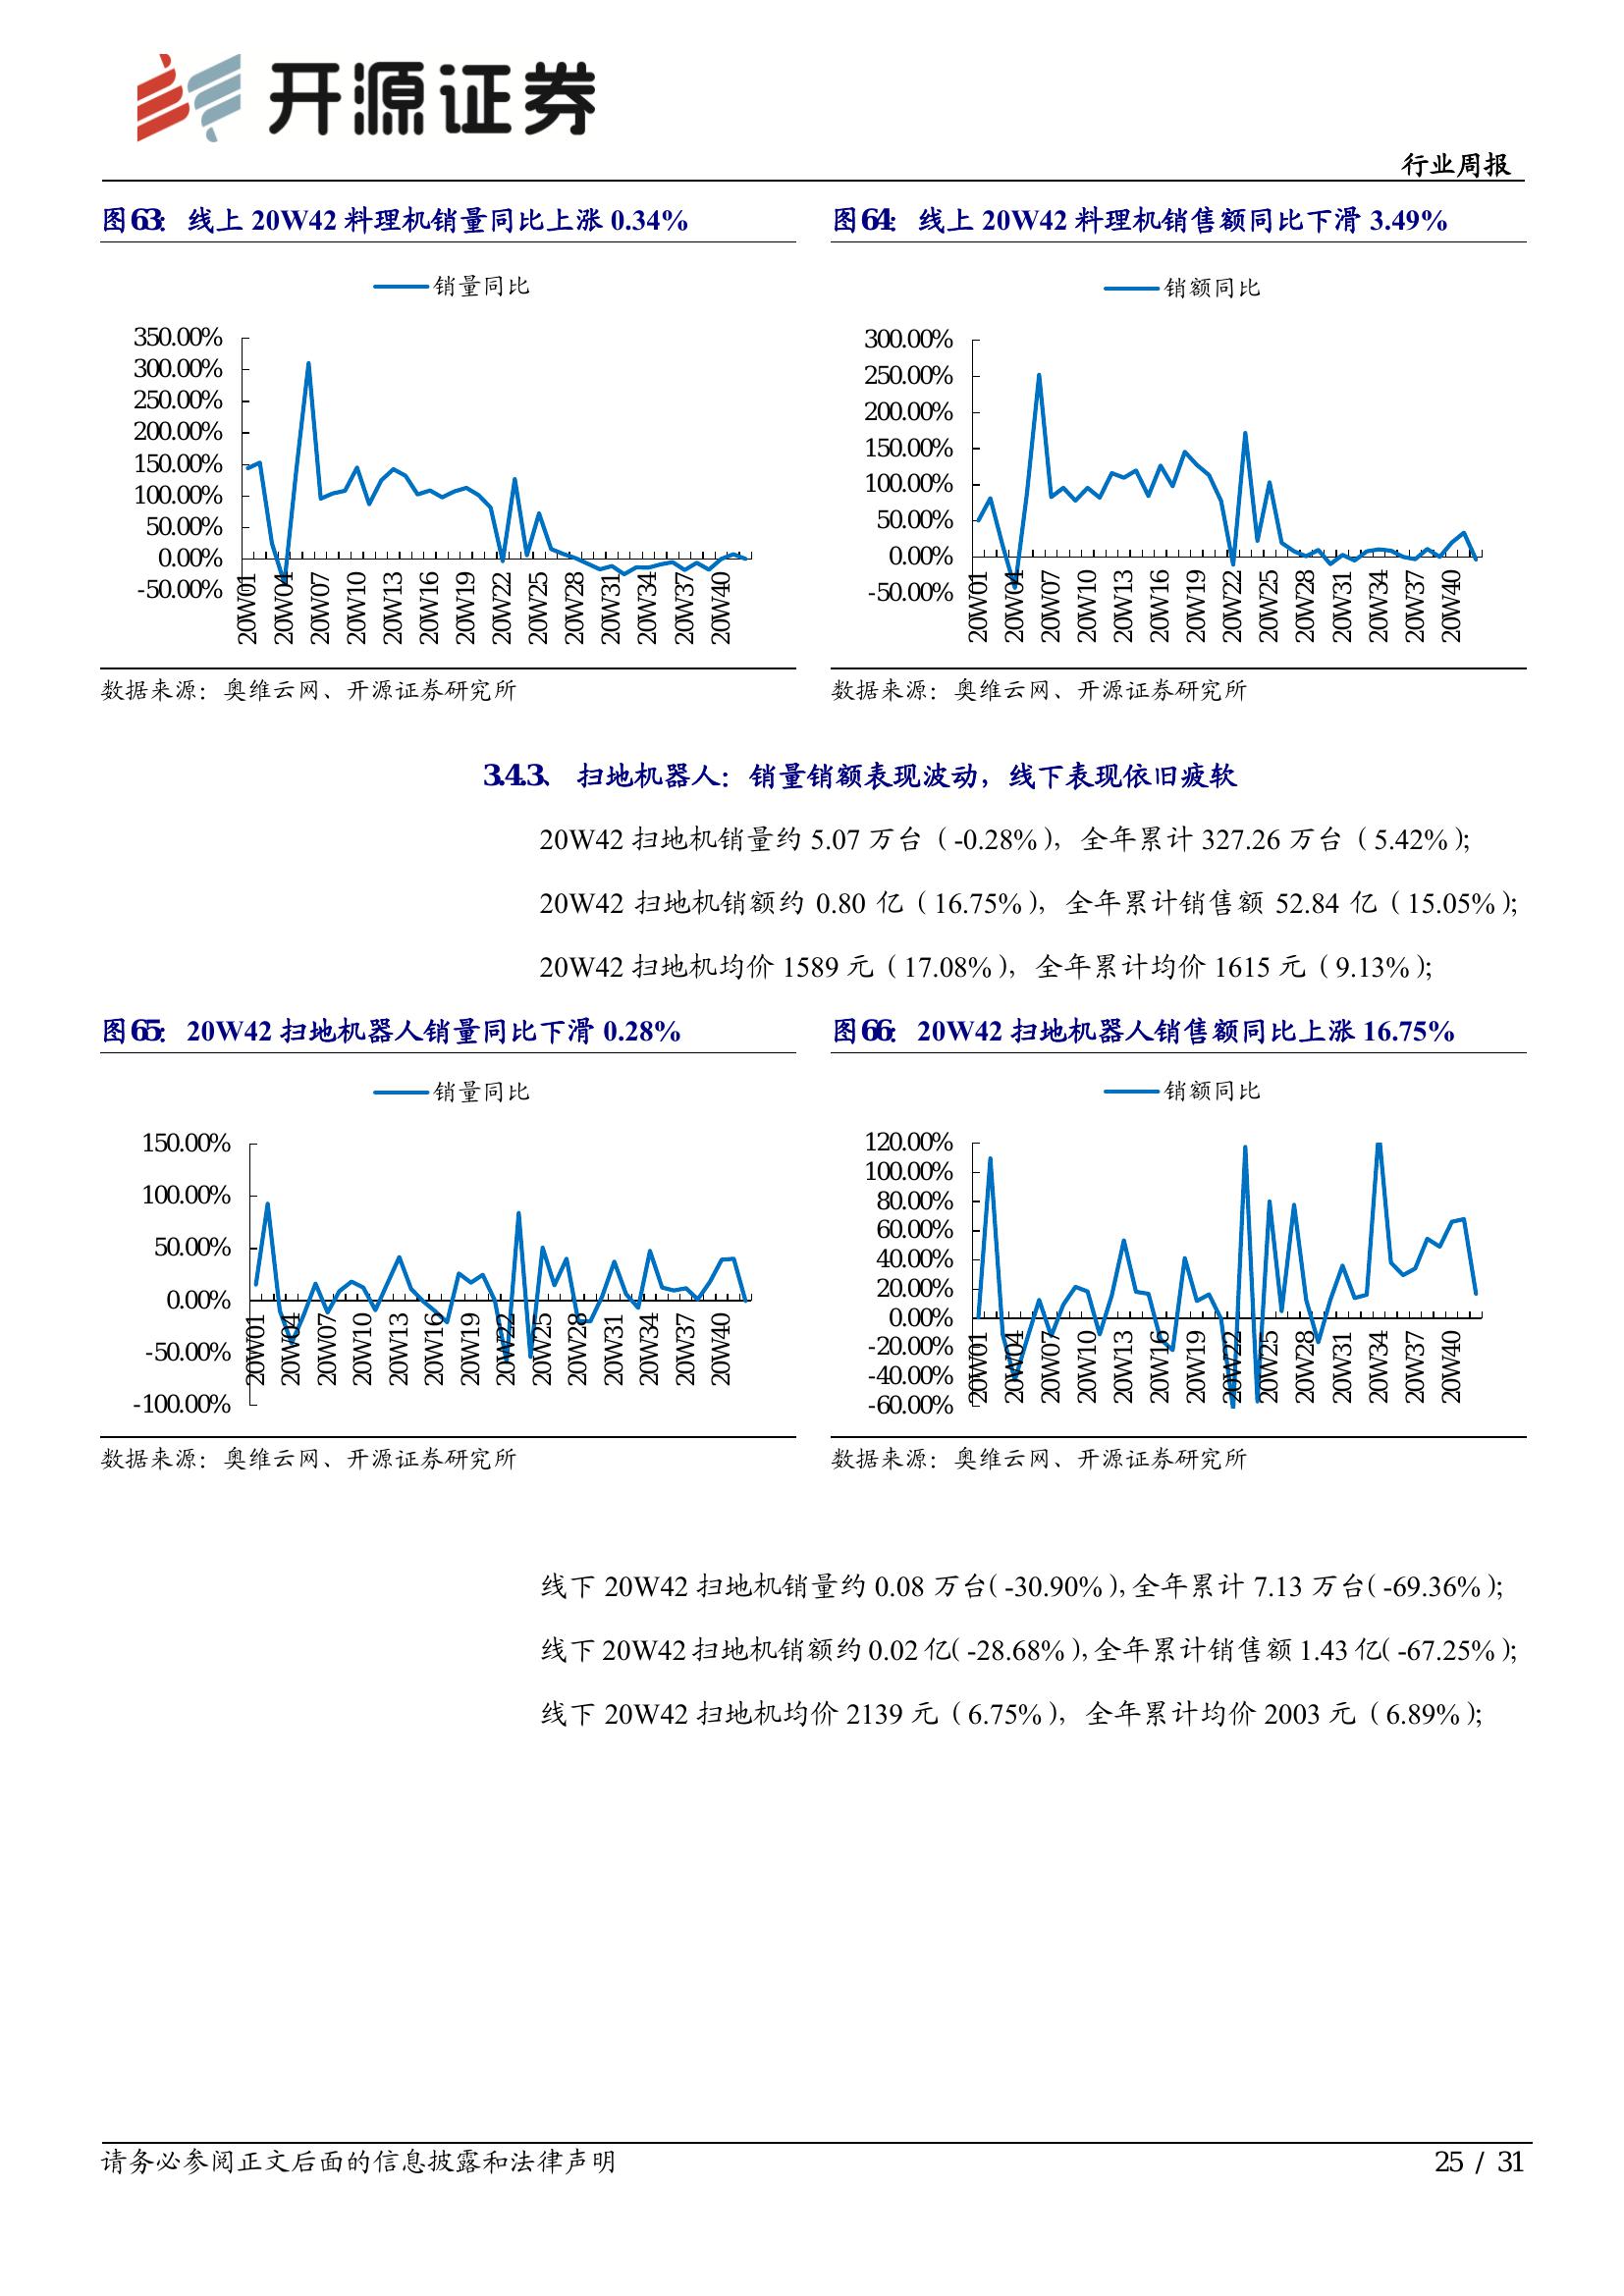 开源证券
行业周报
图63: 线上 20W42 料理机销量同比上涨 0.34%
图64: 线上 20W42 料理机销售额同比下滑 3.49%
销量同比
350.00%
300.00%
250.00%
200.00%
150.00%
100.00%
50.00%
0.00%
-50.00%
20W01 20W04 20W07 20W10 20W13 20W16 20W19 20W22 20W25 20W28 20W31 20W34 20W37 20W40
销额同比
300.00%
250.00%
200.00%
150.00%
100.00%
50.00%
0.00%
-50.00%
20W01 20W04 20W07 20W10 20W13 20W16 20W19 20W22 20W25 20W28 20W31 20W34 20W37 20W40
数据来源：奥维云网、开源证券研究所
数据来源：奥维云网、开源证券研究所
3.4.3、 扫地机器人：销量销额表现波动，线下表现依旧疲软
20W42 扫地机销量约 5.07 万台（-0.28%），全年累计 327.26 万台（5.42%）;
20W42 扫地机销额约 0.80 亿（16.75%），全年累计销售额 52.84 亿（15.05%）;
20W42 扫地机均价 1589 元（17.08%），全年累计均价 1615 元（9.13%）;
图65: 20W42 扫地机器人销量同比下滑 0.28%
图66: 20W42 扫地机器人销售额同比上涨 16.75%
销量同比
150.00%
100.00%
50.00%
0.00%
-50.00%
-100.00%
20W01 20W04 20W07 20W10 20W13 20W16 20W19 20W22 20W25 20W28 20W31 20W34 20W37 20W40
销额同比
120.00%
100.00%
80.00%
60.00%
40.00%
20.00%
0.00%
-20.00%
-40.00%
-60.00%
20W01 20W04 20W07 20W10 20W13 20W16 20W19 20W22 20W25 20W28 20W31 20W34 20W37 20W40
数据来源：奥维云网、开源证券研究所
数据来源：奥维云网、开源证券研究所
线下 20W42 扫地机销量约 0.08 万台（-30.90%），全年累计 7.13 万台（-69.36%）;
线下 20W42 扫地机销额约 0.02 亿（-28.68%），全年累计销售额 1.43 亿（-67.25%）;
线下 20W42 扫地机均价 2139 元（6.75%），全年累计均价 2003 元（6.89%）;
请务必参阅正文后面的信息披露和法律声明
25 / 31